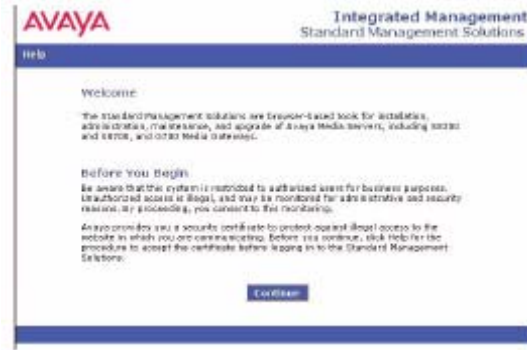 AVAYA
Integrated Management
Standard Management Solutions
Help
Welcome
The Standard Management Solutions are browser-based tools for installation,
administration, maintenance, and upgrade of Avaya Media Servers, including
and S8700, and G700 Media Gateways.
Before You Begin
Be aware that this system is restricted to authorized users for business purposes.
Unauthorized access is illegal, and may be monitored for administrative and security
reasons. By proceeding, you consent to this monitoring.
Avaya provides you a security certificate to protect against illegal access to the
website in which you are communicating. Before you continue, click Help for the
procedure to accept the certificate before logging in to the Standard Management
Solutions.
Continue